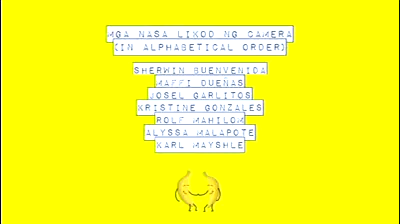 MGA NASA LIKOD NG CAMERA
(IN ALPHABETICAL ORDER)
SHERWIN BUENVENIDA
MAFFI DUEÑAS
JOSEL GARLITOS
KRISTINE GONZALES
ROLF MAHILOM
ALYSSA MALAPOTE
KARL MAYSHLE